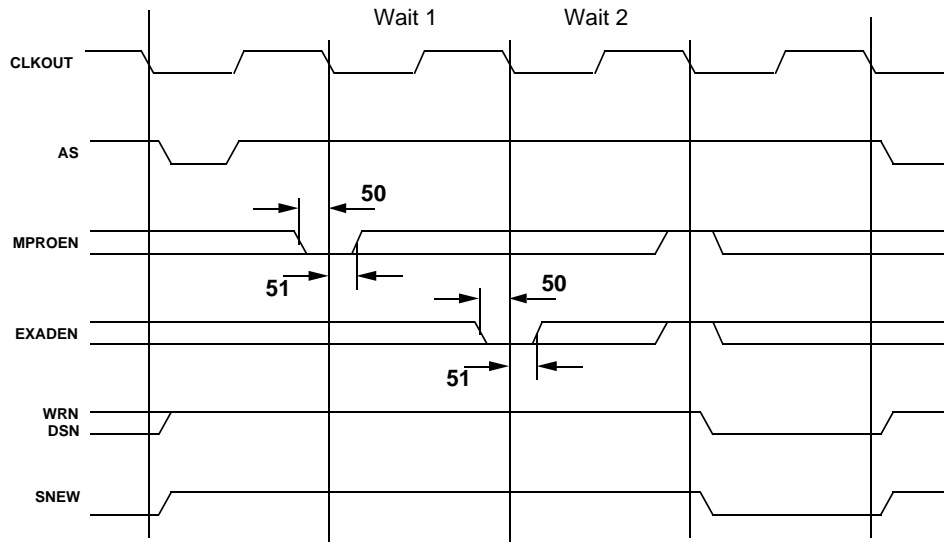 Wait 1 Wait 2
CLKOUT
AS
50
MPROEN
51
50
EXADEN
51
WRN
DSN
SNEW